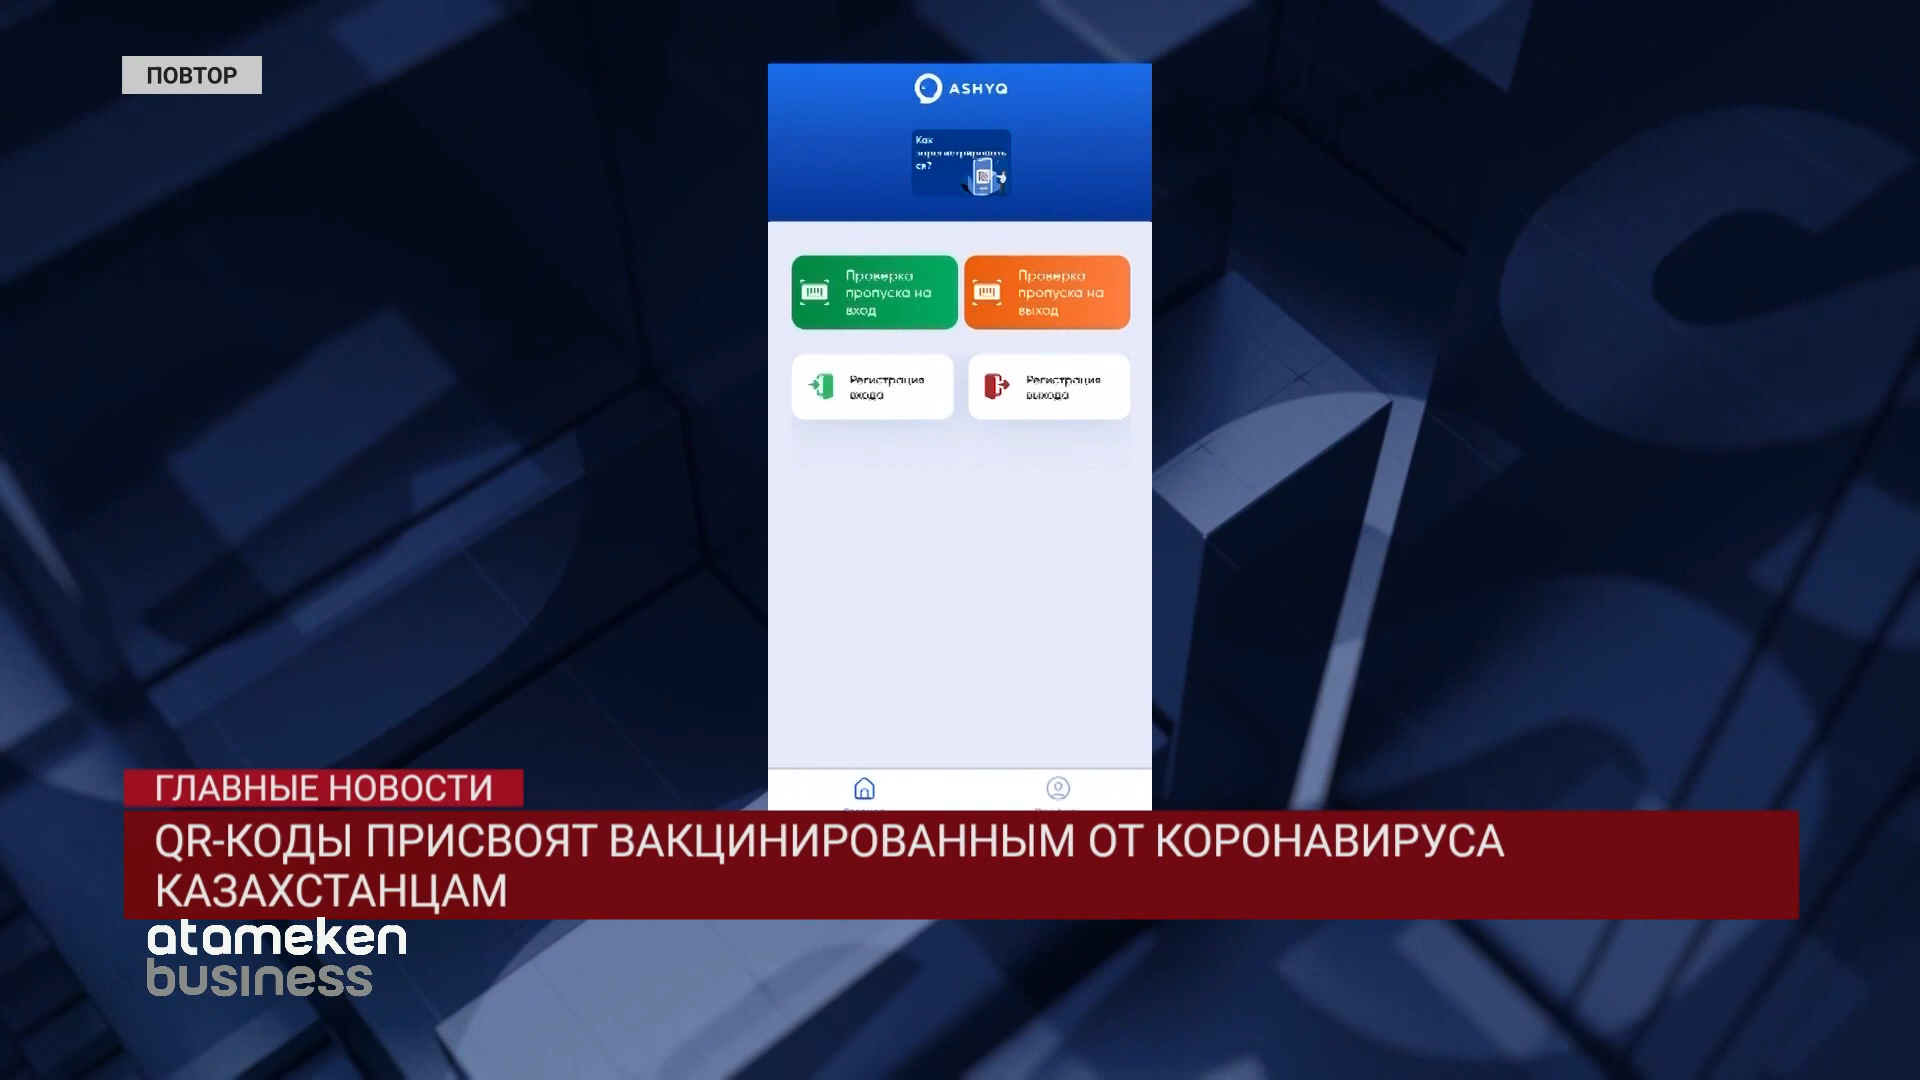 ПОВТОР
ASHYQ
Как
зарегистрировать
ся?
Проверка
пропуска на
вход
Проверка
пропуска на
выход
Регистрация
входа
Регистрация
выхода
ГЛАВНЫЕ НОВОСТИ
QR-КОДЫ ПРИСВОЯТ ВАКЦИНИРОВАННЫМ ОТ КОРОНАВИРУСА
КАЗАХСТАНЦАМ
atameken
business